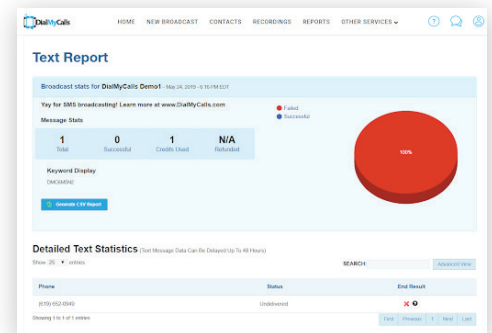 DialMyCalls
HOME NEW BROADCAST CONTACTS RECORDINGS REPORTS OTHER SERVICES
Text Report
Broadcast stats for DialMyCalls Demo1 - May 24, 2019 - 6:16 PM EDT
Yay for SMS broadcasting! Learn more at www.DialMyCalls.com
Failed
Successful
Message Stats
1 0 1 N/A
Total Successful Credits Used Refunded
100%
Keyword Display
Generate CSV Report
Detailed Text Statistics (Text Message Data Can Be Delayed Up To 48 Hours)
Show 25 entries
SEARCH: Advanced View
Phone Status End Result
(619) 652-0949 Undelivered
Showing 1 to 1 of 1 entries
First Previous 1 Next Last